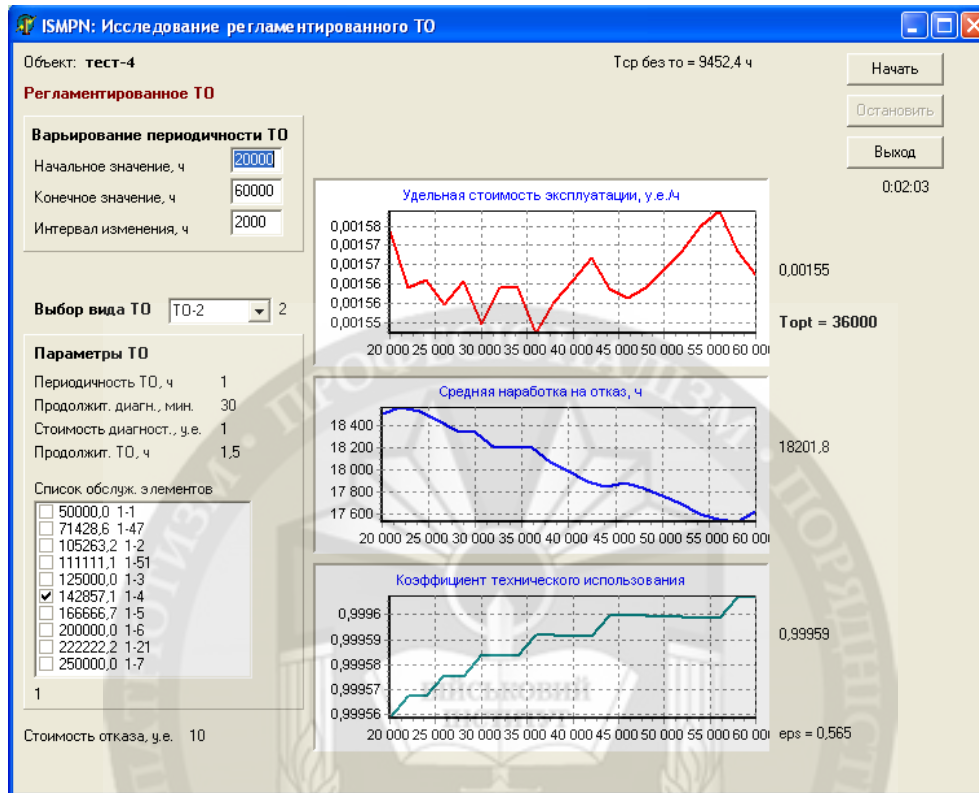 ISMPN: Исследование регламентированного ТО
Объект: тест-4
Тср без то = 9452,4 ч
Начать
Регламентированное ТО
Остановить
Выход
0:02:03
Варьирование периодичности ТО
Начальное значение, ч 20000
Конечное значение, ч 60000
Интервал изменения, ч 2000
Выбор вида ТО ТО-2 2
Параметры ТО
Периодичность ТО, ч 1
Продолжит. диагн., мин. 30
Стоимость диагност., у.е. 1
Продолжит. ТО, ч 1,5
Список обслуж. элементов
50000,0 1-1
71428,6 1-47
105263,2 1-2
111111,1 1-51
125000,0 1-3
142857,1 1-4
166666,7 1-5
200000,0 1-6
222222,2 1-21
250000,0 1-7
1
Стоимость отказа, у.е. 10
Удельная стоимость эксплуатации, у.е./ч
0,00158
0,00157
0,00157
0,00156
0,00156
0,00155
20 000 25 000 30 000 35 000 40 000 45 000 50 000 55 000 60 00
0,00155
Topt = 36000
Средняя наработка на отказ, ч
18 400
18 200
18 000
17 800
17 600
20 000 25 000 30 000 35 000 40 000 45 000 50 000 55 000 60 00
18201,8
Коэффициент технического использования
0,9996
0,99959
0,99958
0,99957
0,99956
20 000 25 000 30 000 35 000 40 000 45 000 50 000 55 000 60 00
0,99959
eps = 0,565
ПРОФЕСІОНАЛІЗМ